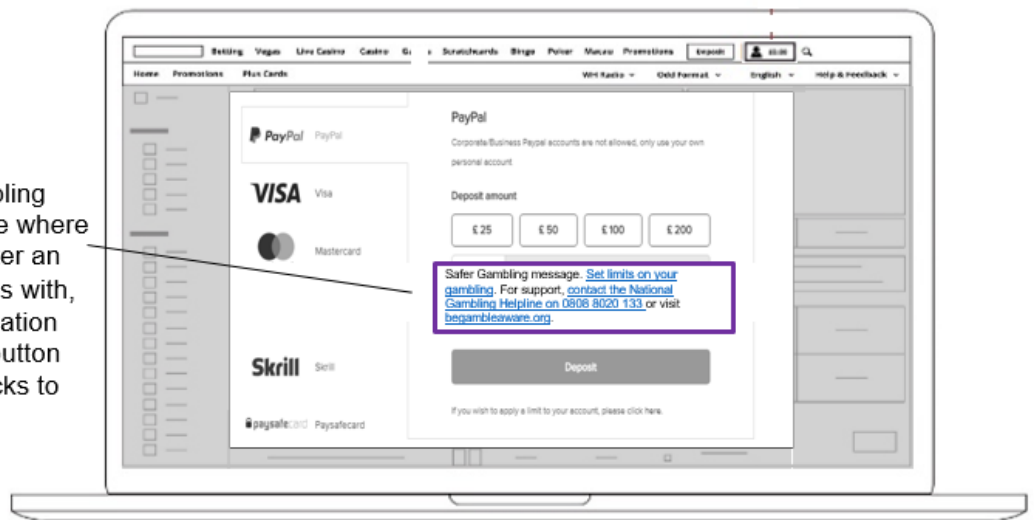 Betting Vegas Live Casino Casino Scratchcards Bingo Poker Macau Promotions Deposit £0.00
Home Promotions Plus Cards WH Radio Odd Format English Help & Feedback
PayPal
PayPal PayPal
Corporate/Business Paypal accounts are not allowed, only use your own
personal account
VISA Visa
Deposit amount
£ 25 £ 50 £ 100 £ 200
Mastercard
Safer Gambling message. Set limits on your
gambling. For support, contact the National
Gambling Helpline on 0808 8020 133 or visit
begambleaware.org.
Skrill Skrill
Deposit
If you wish to apply a limit to your account, please click here.
paysafecard Paysafecard
bling
e where
er an
s with,
ation
button
cks to